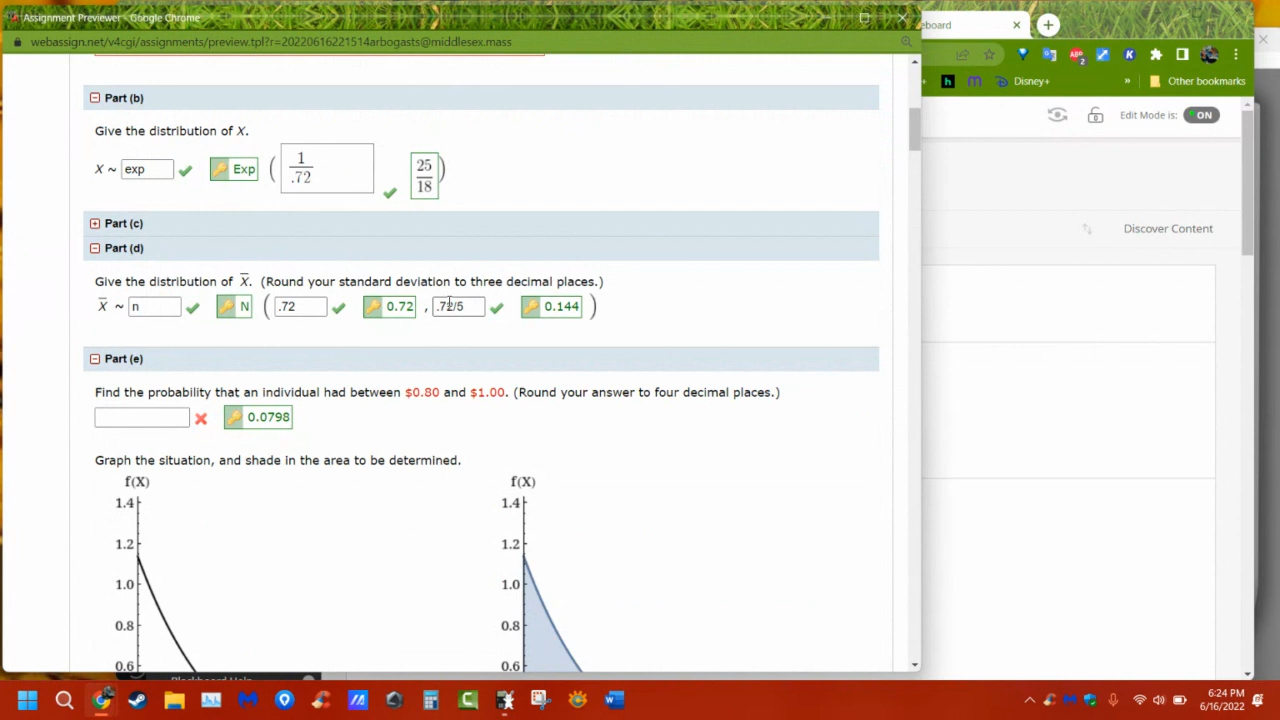 Assignment Previewer - Google Chrome
eboard
webassign.net/v4cgi/assignments/preview.tpl?r=20220616221514arbogasts@middlesex.mass
Disney+
Other bookmarks
Edit Mode is: ON
Discover Content
Part (b)
Give the distribution of X.
X ~ exp Exp ( 1/.72 25/18 )
Part (c)
Part (d)
Give the distribution of X̅. (Round your standard deviation to three decimal places.)
X̅ ~ n N ( .72 0.72 , .72/5 0.144 )
Part (e)
Find the probability that an individual had between $0.80 and $1.00. (Round your answer to four decimal places.)
0.0798
Graph the situation, and shade in the area to be determined.
f(X) f(X)
1.4 1.4
1.2 1.2
1.0 1.0
0.8 0.8
0.6 0.6
6:24 PM
6/16/2022